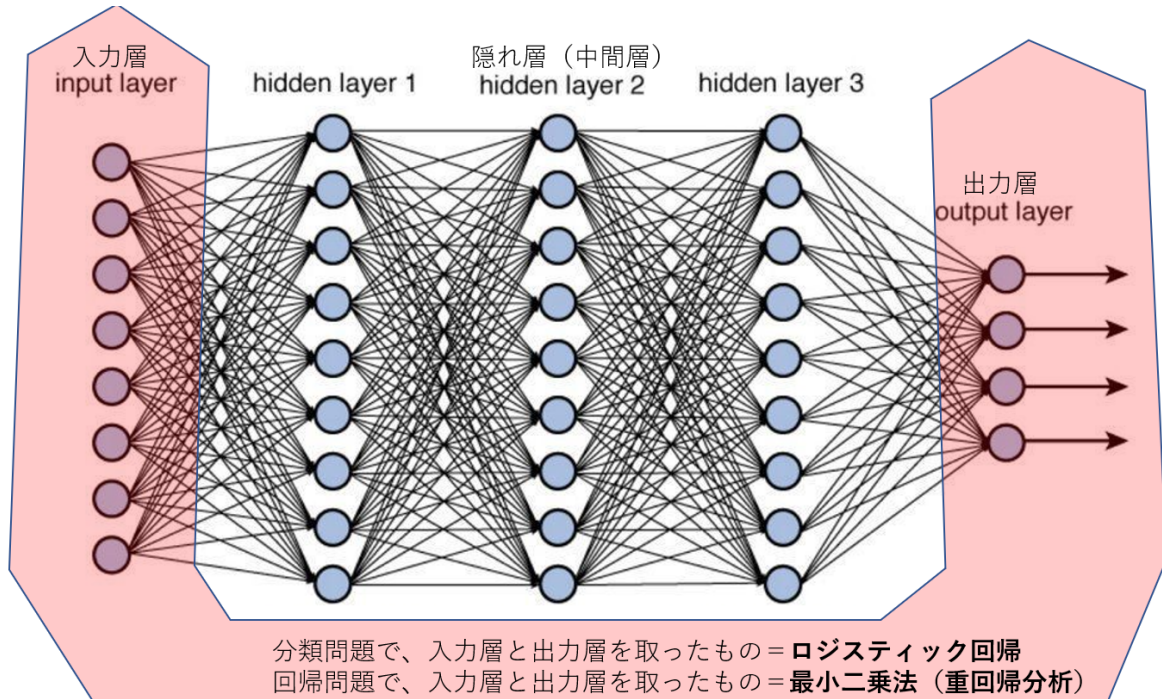 入力層
input layer
hidden layer 1
隠れ層（中間層）
hidden layer 2
hidden layer 3
出力層
output layer
分類問題で、入力層と出力層を取ったもの＝ロジスティック回帰
回帰問題で、入力層と出力層を取ったもの＝最小二乗法（重回帰分析）